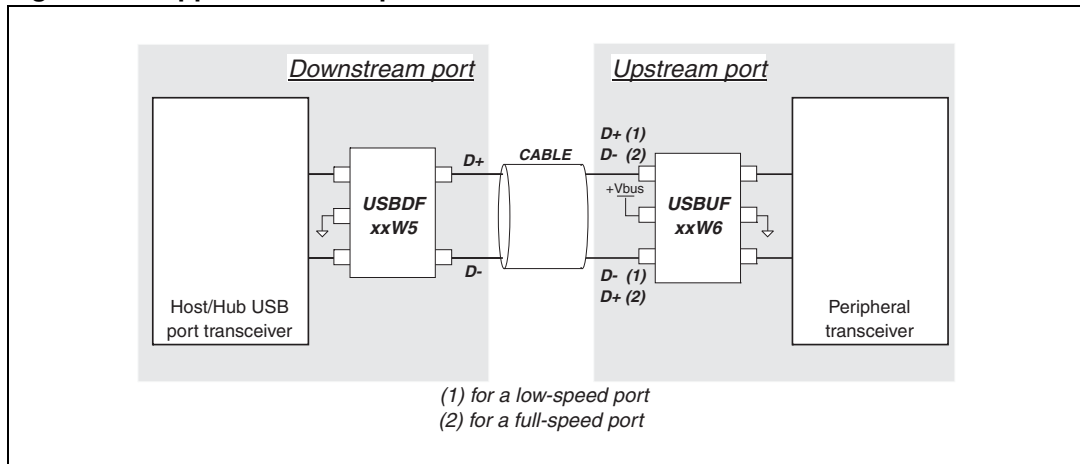 Downstream port
Upstream port
D+ (1)
D- (2)
D+
CABLE
+Vbus
USBDF
xxW5
USBUF
xxW6
D-
D- (1)
D+ (2)
Host/Hub USB
port transceiver
Peripheral
transceiver
(1) for a low-speed port
(2) for a full-speed port